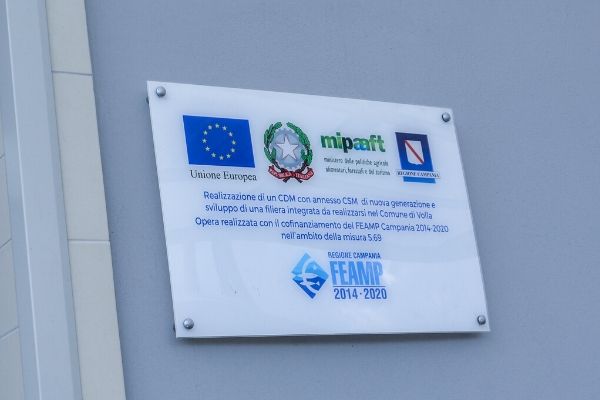 Unione Europea
REPUBBLICA ITALIANA
mipaaft
ministero delle politiche agricole
alimentari, forestali e del turismo
REGIONE CAMPANIA
Realizzazione di un CDM con annesso CSM di nuova generazione e
sviluppo di una filiera integrata da realizzarsi nel Comune di Volla
Opera realizzata con il cofinanziamento del FEAMP Campania 2014-2020
nell'ambito della misura 5.69
REGIONE CAMPANIA
FEAMP
2014-2020